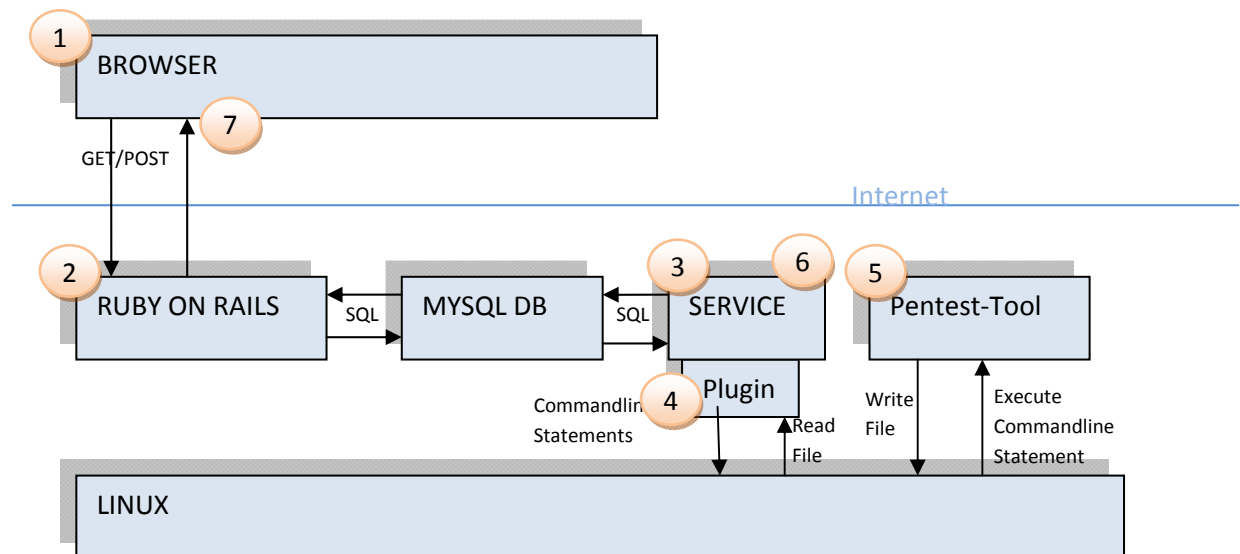 1
BROWSER
7
GET/POST
Internet
2
RUBY ON RAILS
SQL
MYSQL DB
SQL
3
6
SERVICE
5
Pentest-Tool
4
Plugin
Commandlin
Statements
Read
File
Write
File
Execute
Commandline
Statement
LINUX